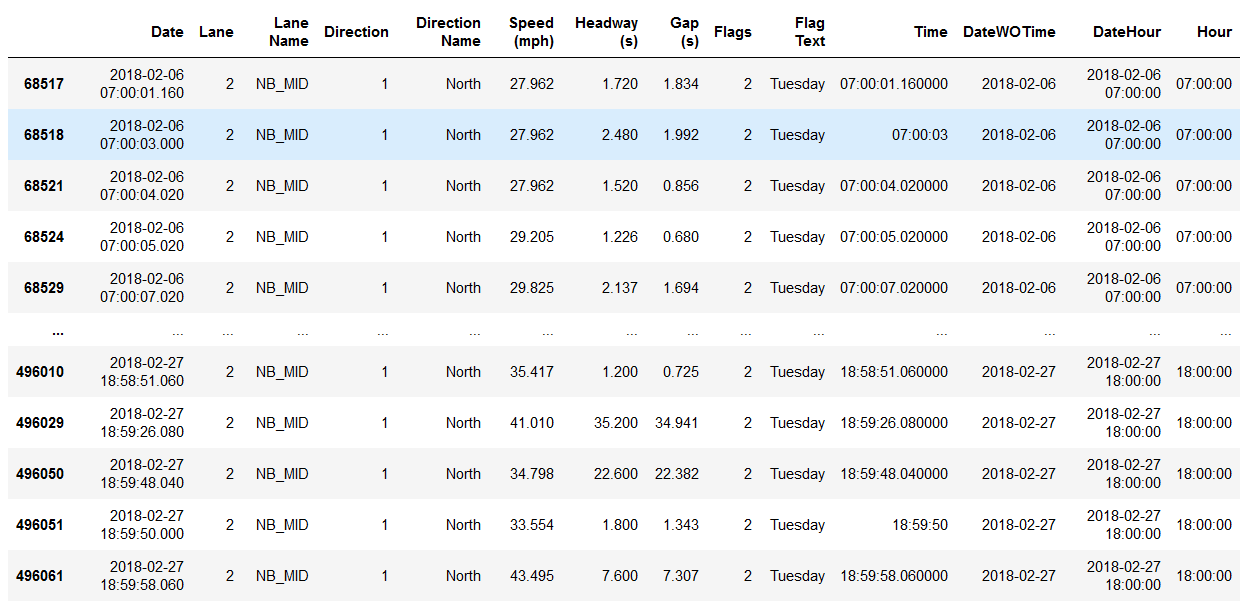 Date Lane Lane Name Direction Direction Name Speed (mph) Headway (s) Gap (s) Flags Flag Text Time DateWOTime DateHour Hour
68517 2018-02-06 07:00:01.160 2 NB_MID 1 North 27.962 1.720 1.834 2 Tuesday 07:00:01.160000 2018-02-06 2018-02-06 07:00:00 07:00:00
68518 2018-02-06 07:00:03.000 2 NB_MID 1 North 27.962 2.480 1.992 2 Tuesday 07:00:03 2018-02-06 2018-02-06 07:00:00 07:00:00
68521 2018-02-06 07:00:04.020 2 NB_MID 1 North 27.962 1.520 0.856 2 Tuesday 07:00:04.020000 2018-02-06 2018-02-06 07:00:00 07:00:00
68524 2018-02-06 07:00:05.020 2 NB_MID 1 North 29.205 1.226 0.680 2 Tuesday 07:00:05.020000 2018-02-06 2018-02-06 07:00:00 07:00:00
68529 2018-02-06 07:00:07.020 2 NB_MID 1 North 29.825 2.137 1.694 2 Tuesday 07:00:07.020000 2018-02-06 2018-02-06 07:00:00 07:00:00
... ... ... ... ... ... ... ... ... ... ... ... ... ... ...
496010 2018-02-27 18:58:51.060 2 NB_MID 1 North 35.417 1.200 0.725 2 Tuesday 18:58:51.060000 2018-02-27 2018-02-27 18:00:00 18:00:00
496029 2018-02-27 18:59:26.080 2 NB_MID 1 North 41.010 35.200 34.941 2 Tuesday 18:59:26.080000 2018-02-27 2018-02-27 18:00:00 18:00:00
496050 2018-02-27 18:59:48.040 2 NB_MID 1 North 34.798 22.600 22.382 2 Tuesday 18:59:48.040000 2018-02-27 2018-02-27 18:00:00 18:00:00
496051 2018-02-27 18:59:50.000 2 NB_MID 1 North 33.554 1.800 1.343 2 Tuesday 18:59:50 2018-02-27 2018-02-27 18:00:00 18:00:00
496061 2018-02-27 18:59:58.060 2 NB_MID 1 North 43.495 7.600 7.307 2 Tuesday 18:59:58.060000 2018-02-27 2018-02-27 18:00:00 18:00:00